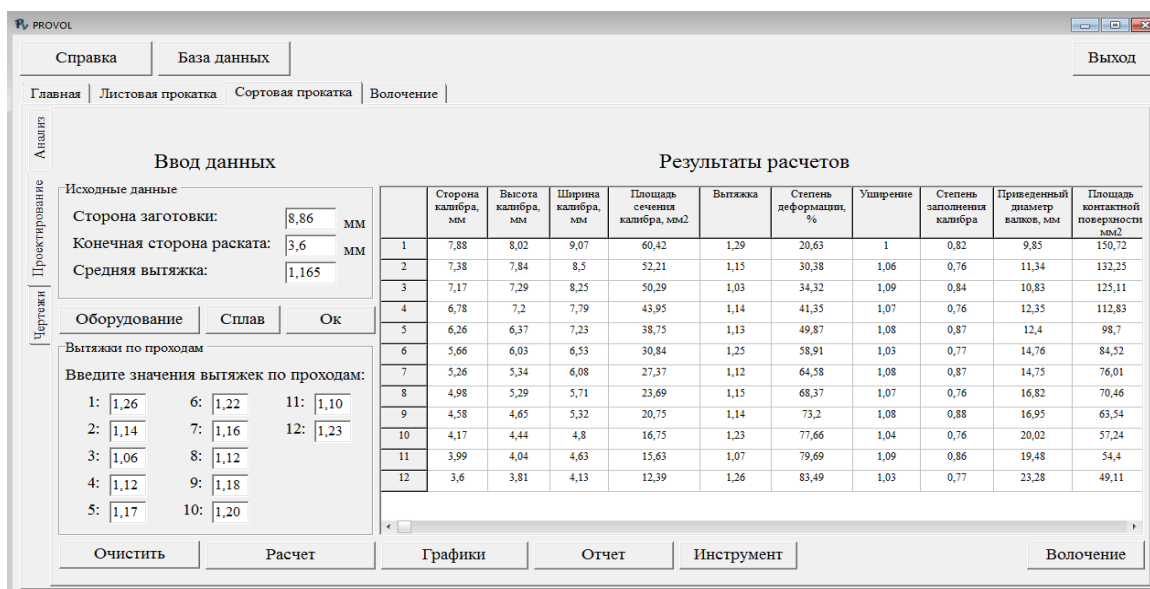 PROVOL
Справка База данных Выход
Главная Листовая прокатка Сортовая прокатка Волочение
Анализ
Проектирование
Чертежи
Ввод данных
Исходные данные
Сторона заготовки: 8,86 мм
Конечная сторона раската: 3,6 мм
Средняя вытяжка: 1,165
Оборудование Сплав Ок
Вытяжки по проходам
Введите значения вытяжек по проходам:
1: 1,26 6: 1,22 11: 1,10
2: 1,14 7: 1,16 12: 1,23
3: 1,06 8: 1,12
4: 1,12 9: 1,18
5: 1,17 10: 1,20
Результаты расчетов
Сторона калибра, мм Высота калибра, мм Ширина калибра, мм Площадь сечения калибра, мм2 Вытяжка Степень деформации, % Уширение Степень заполнения калибра Приведенный диаметр валков, мм Площадь контактной поверхности мм2
1 7,88 8,02 9,07 60,42 1,29 20,63 1 0,82 9,85 150,72
2 7,38 7,84 8,5 52,21 1,15 30,38 1,06 0,76 11,34 132,25
3 7,17 7,29 8,25 50,29 1,03 34,32 1,09 0,84 10,83 125,11
4 6,78 7,2 7,79 43,95 1,14 41,35 1,07 0,76 12,35 112,83
5 6,26 6,37 7,23 38,75 1,13 49,87 1,08 0,87 12,4 98,7
6 5,66 6,03 6,53 30,84 1,25 58,91 1,03 0,77 14,76 84,52
7 5,26 5,34 6,08 27,37 1,12 64,58 1,08 0,87 14,75 76,01
8 4,98 5,29 5,71 23,69 1,15 68,37 1,07 0,76 16,82 70,46
9 4,58 4,65 5,32 20,75 1,14 73,2 1,08 0,88 16,95 63,54
10 4,17 4,44 4,8 16,75 1,23 77,66 1,04 0,76 20,02 57,24
11 3,99 4,04 4,63 15,63 1,07 79,69 1,09 0,86 19,48 54,4
12 3,6 3,81 4,13 12,39 1,26 83,49 1,03 0,77 23,28 49,11
Очистить Расчет Графики Отчет Инструмент Волочение